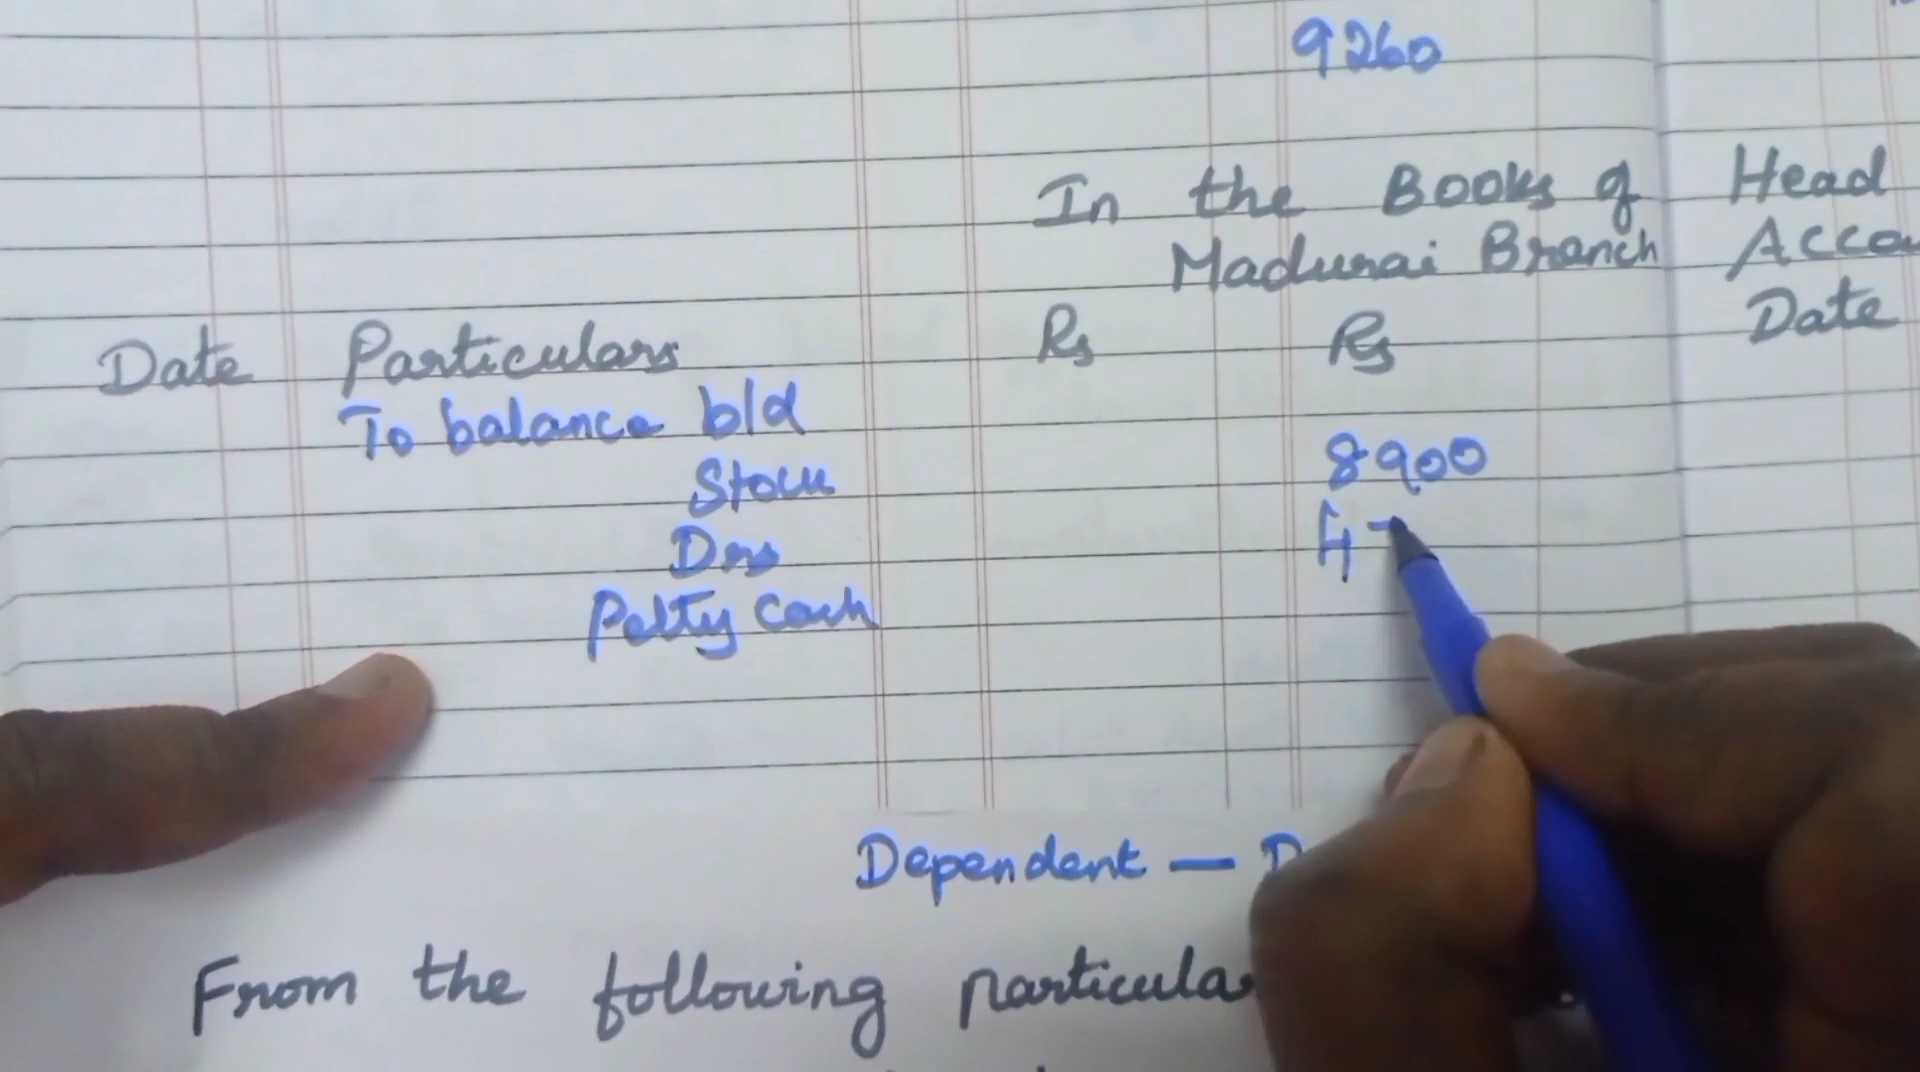 9260
In the Books of Head
Madurai Branch Acco
Date Particulars Rs Rs Date
To balance b/d
Stock 8900
Drs 4
Petty Cash
Dependent — D
From the following particula